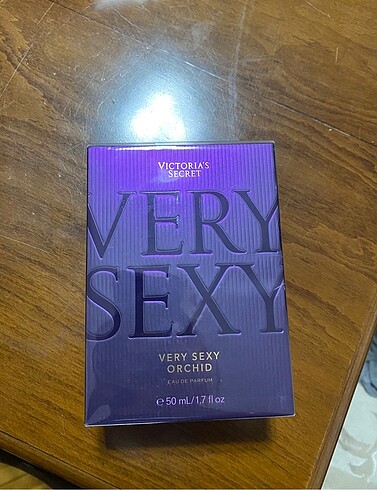 VICTORIA'S
SECRET
VERY
SEXY
VERY SEXY
ORCHID
EAU DE PARFUM
℮ 50 mL/1.7 fl oz